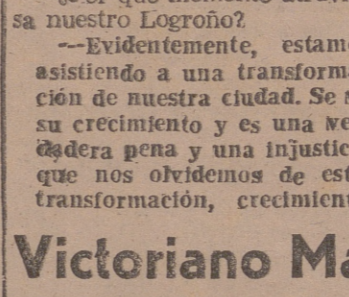 sa nuestro Logroño?
—Evidentemente, estam
asistiendo a una transform
ción de nuestra ciudad. Se
su crecimiento y es una ve
dadera pena y una injustic
que nos olvidemos de est
transformación, crecimien
Victoriano Ma